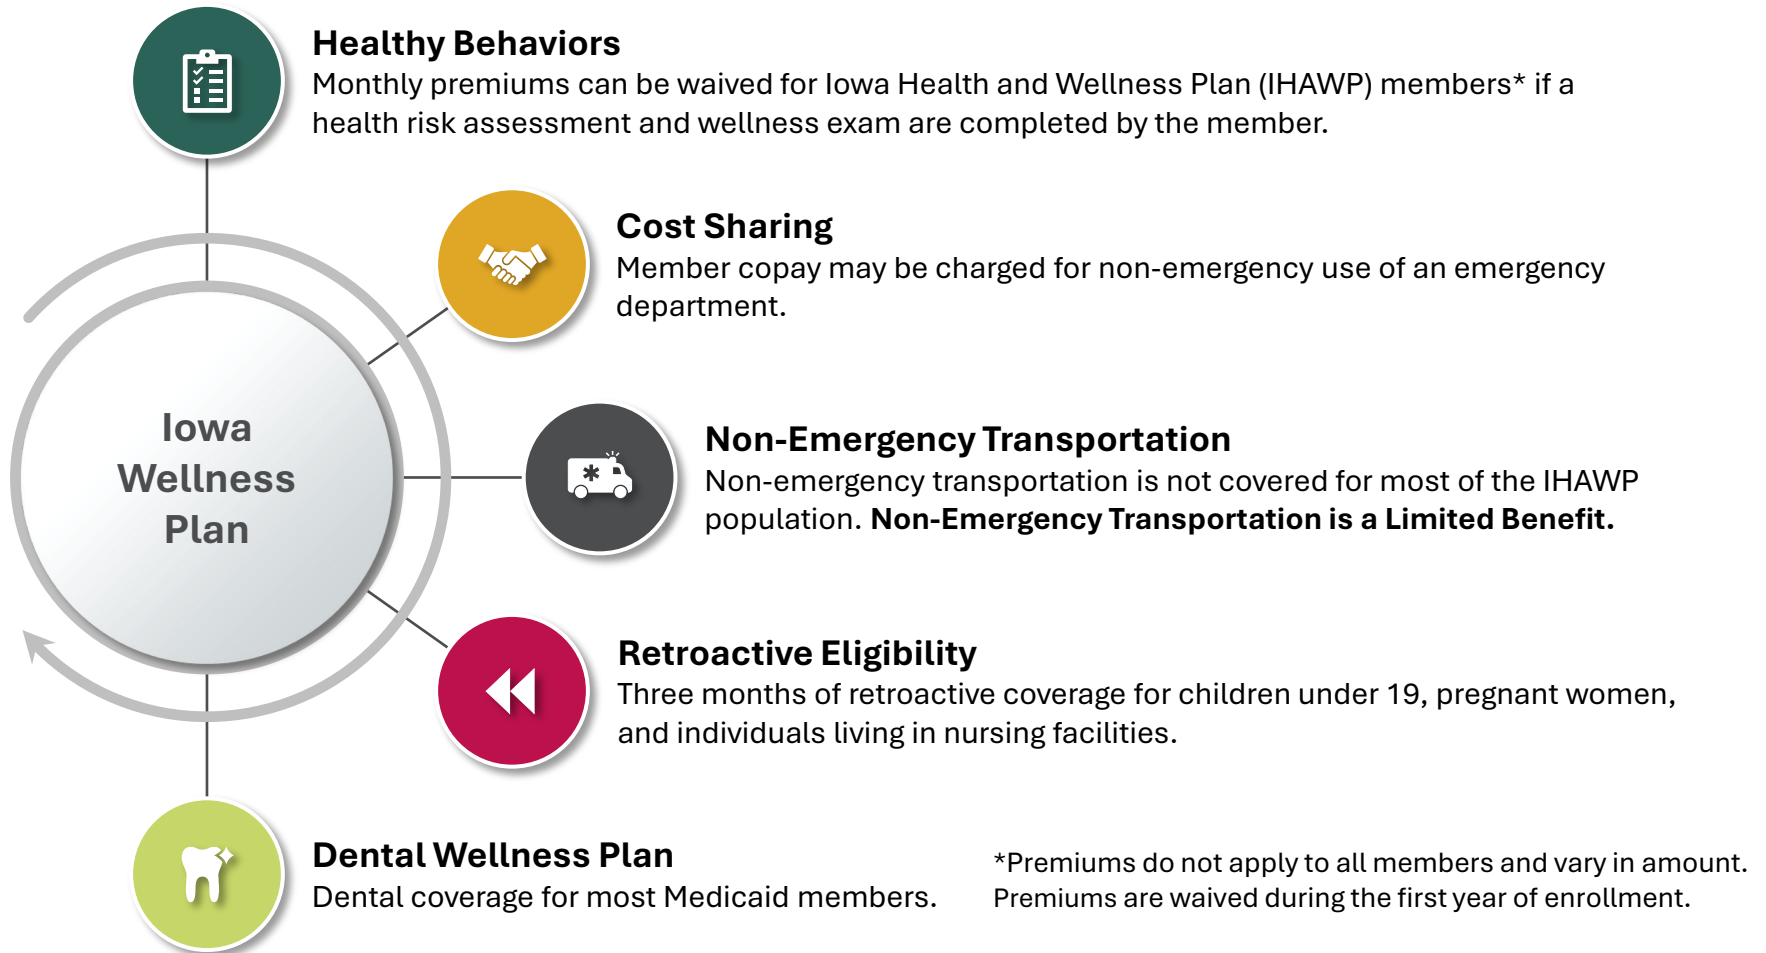 Healthy Behaviors
Monthly premiums can be waived for Iowa Health and Wellness Plan (IHAWP) members* if a
health risk assessment and wellness exam are completed by the member.
Cost Sharing
Member copay may be charged for non-emergency use of an emergency
department.
Iowa
Wellness
Plan
Non-Emergency Transportation
Non-emergency transportation is not covered for most of the IHAWP
population. Non-Emergency Transportation is a Limited Benefit.
Retroactive Eligibility
Three months of retroactive coverage for children under 19, pregnant women,
and individuals living in nursing facilities.
Dental Wellness Plan
Dental coverage for most Medicaid members.
*Premiums do not apply to all members and vary in amount.
Premiums are waived during the first year of enrollment.